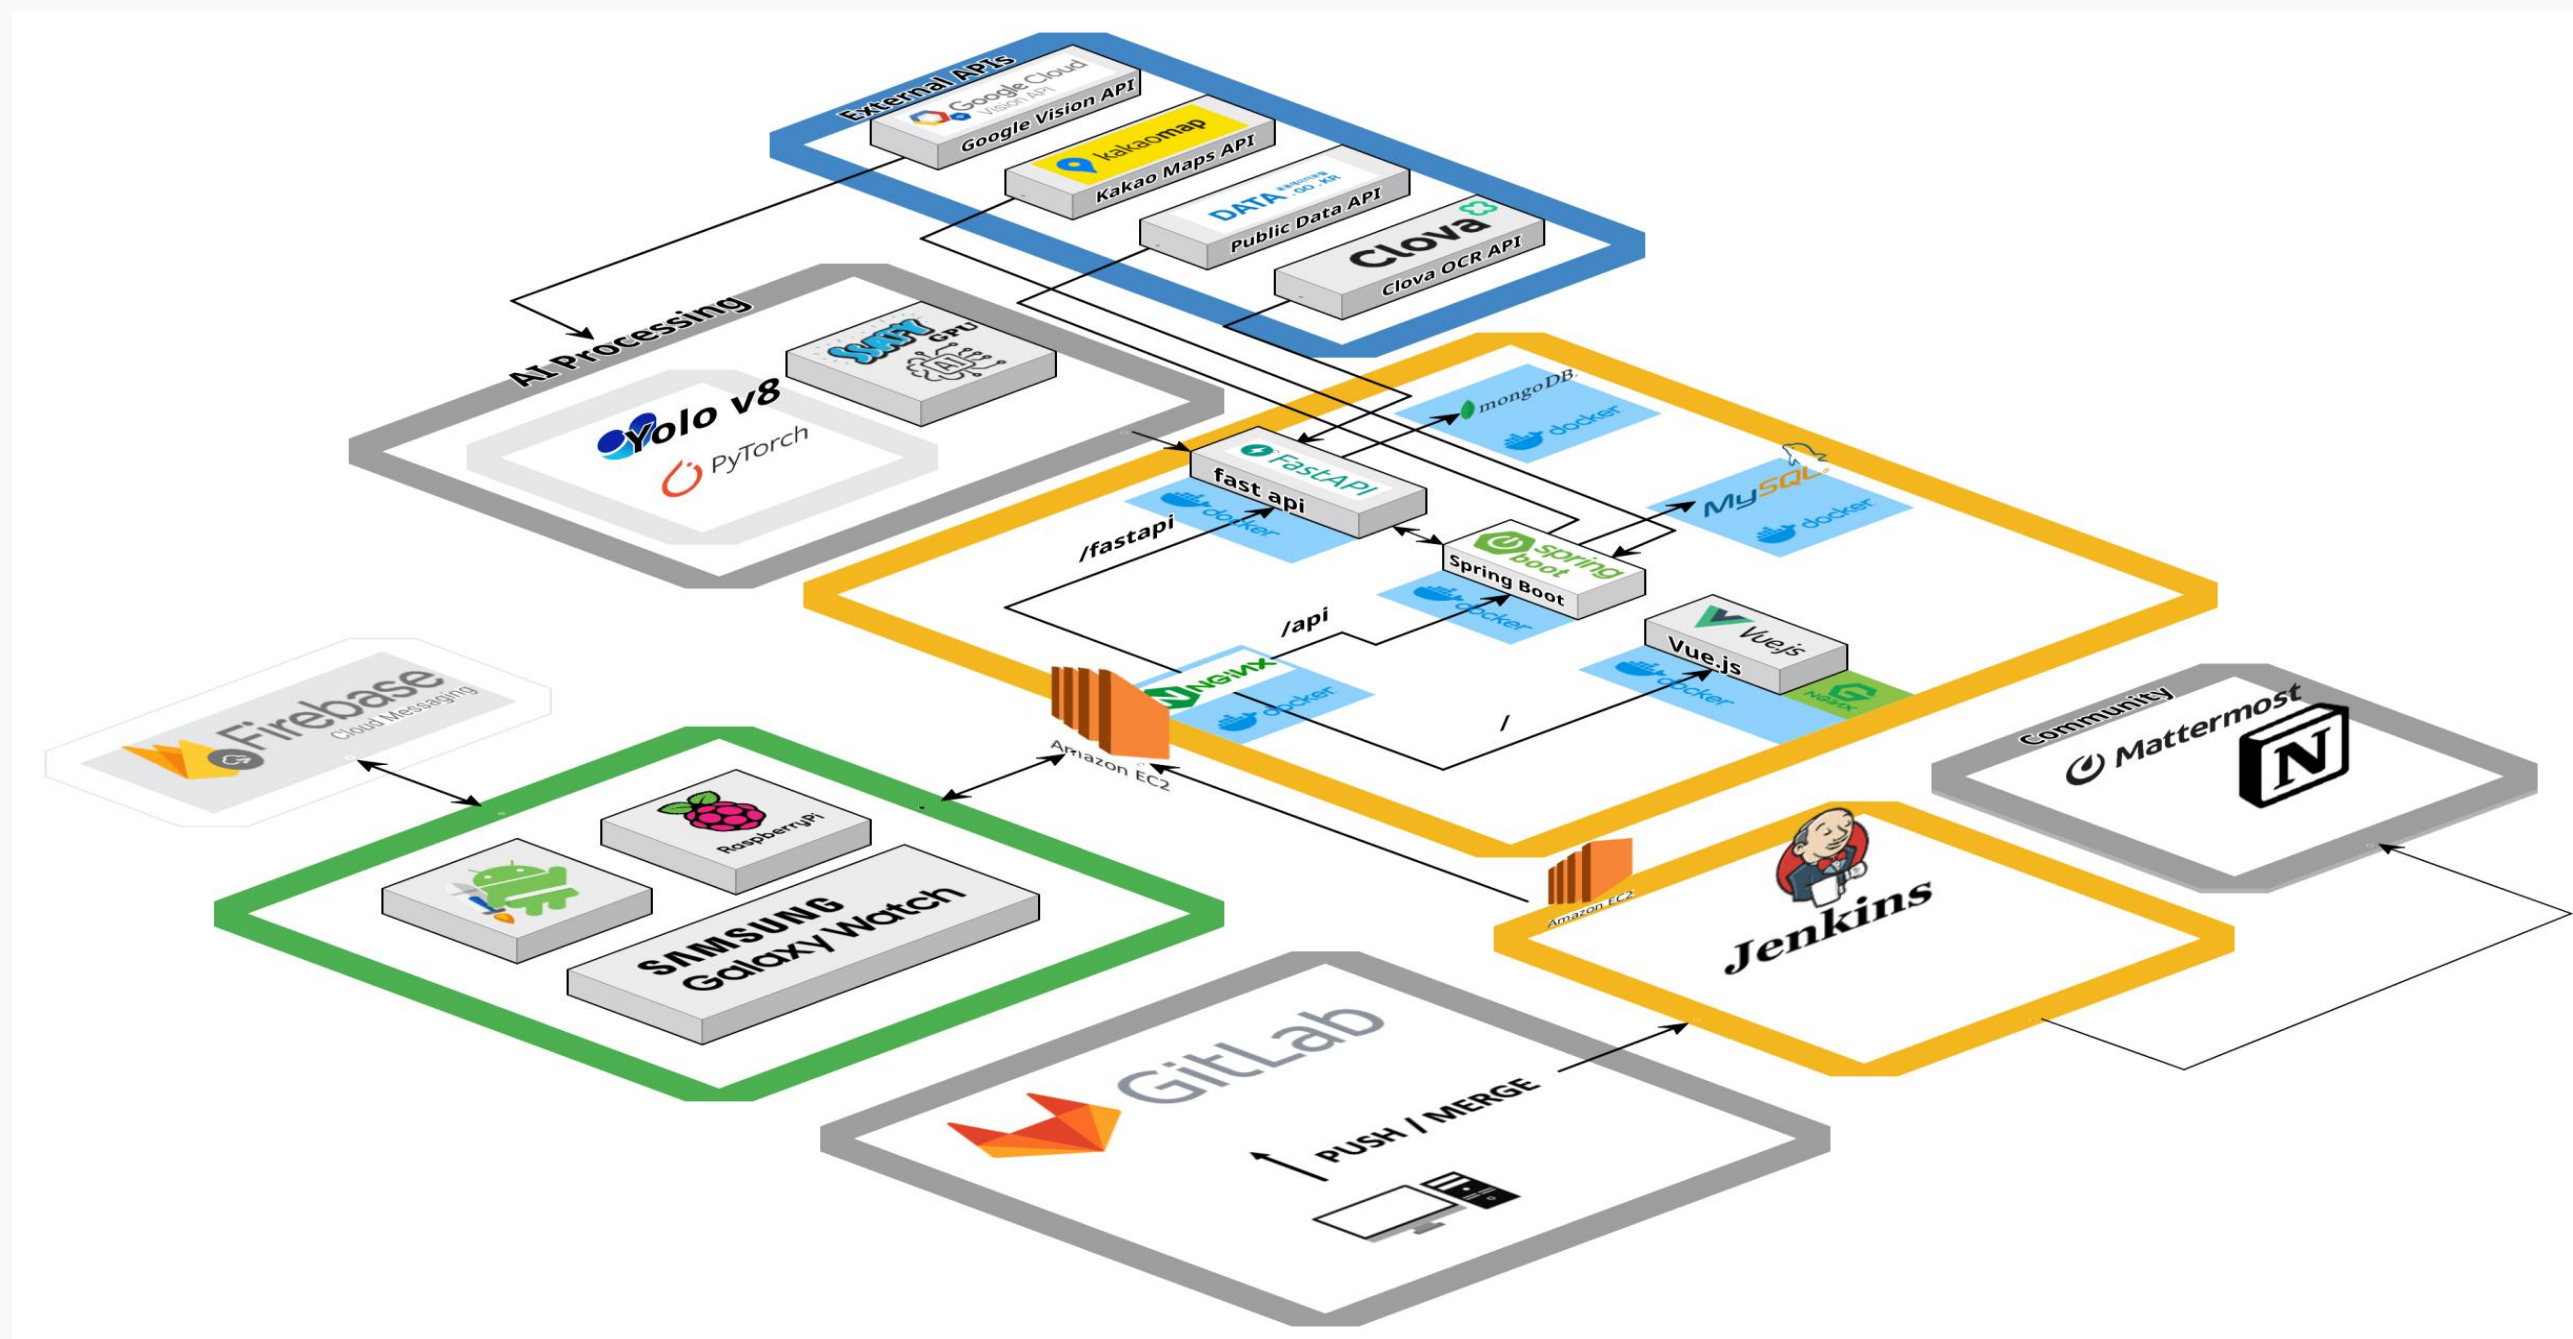 External APIs
Google Cloud
Vision API
Google Vision API
kakaomap
Kakao Maps API
DATA
.GO.KR
Public Data API
Clova
Clova OCR API
AI Processing
SSAFY
GPU
AI
Yolo v8
PyTorch
mongoDB.
docker
MySQL
docker
FastAPI
fast api
docker
/fastapi
spring
boot
Spring Boot
docker
/api
Vue.js
Vue.js
docker
NGINX
NGINX
docker
/
Amazon EC2
Firebase
Cloud Messaging
RaspberryPi
SAMSUNG
Galaxy Watch
Community
Mattermost
N
Amazon EC2
Jenkins
GitLab
PUSH / MERGE